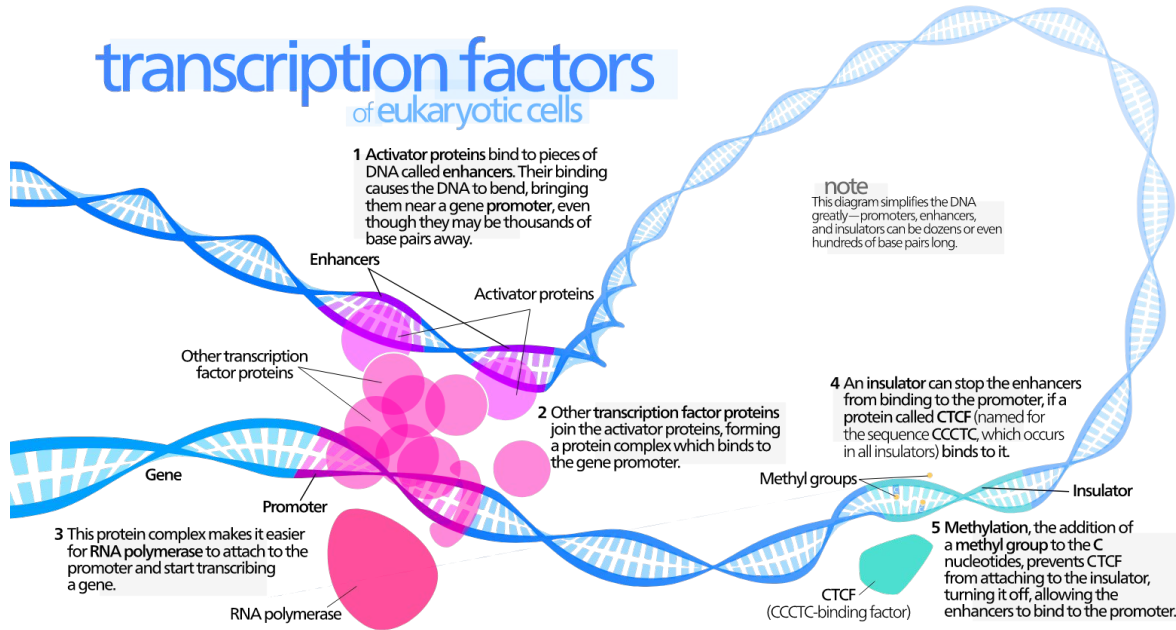 transcription factors
of eukaryotic cells
1 Activator proteins bind to pieces of
DNA called enhancers. Their binding
causes the DNA to bend, bringing
them near a gene promoter, even
though they may be thousands of
base pairs away.
note
This diagram simplifies the DNA
greatly—promoters, enhancers,
and insulators can be dozens or even
hundreds of base pairs long.
Enhancers
Activator proteins
Other transcription
factor proteins
2 Other transcription factor proteins
join the activator proteins, forming
a protein complex which binds to
the gene promoter.
4 An insulator can stop the enhancers
from binding to the promoter, if a
protein called CTCF (named for
the sequence CCCTC, which occurs
in all insulators) binds to it.
Gene
Promoter
Methyl groups
Insulator
3 This protein complex makes it easier
for RNA polymerase to attach to the
promoter and start transcribing
a gene.
RNA polymerase
CTCF
(CCCTC-binding factor)
5 Methylation, the addition of
a methyl group to the C
nucleotides, prevents CTCF
from attaching to the insulator,
turning it off, allowing the
enhancers to bind to the promoter.